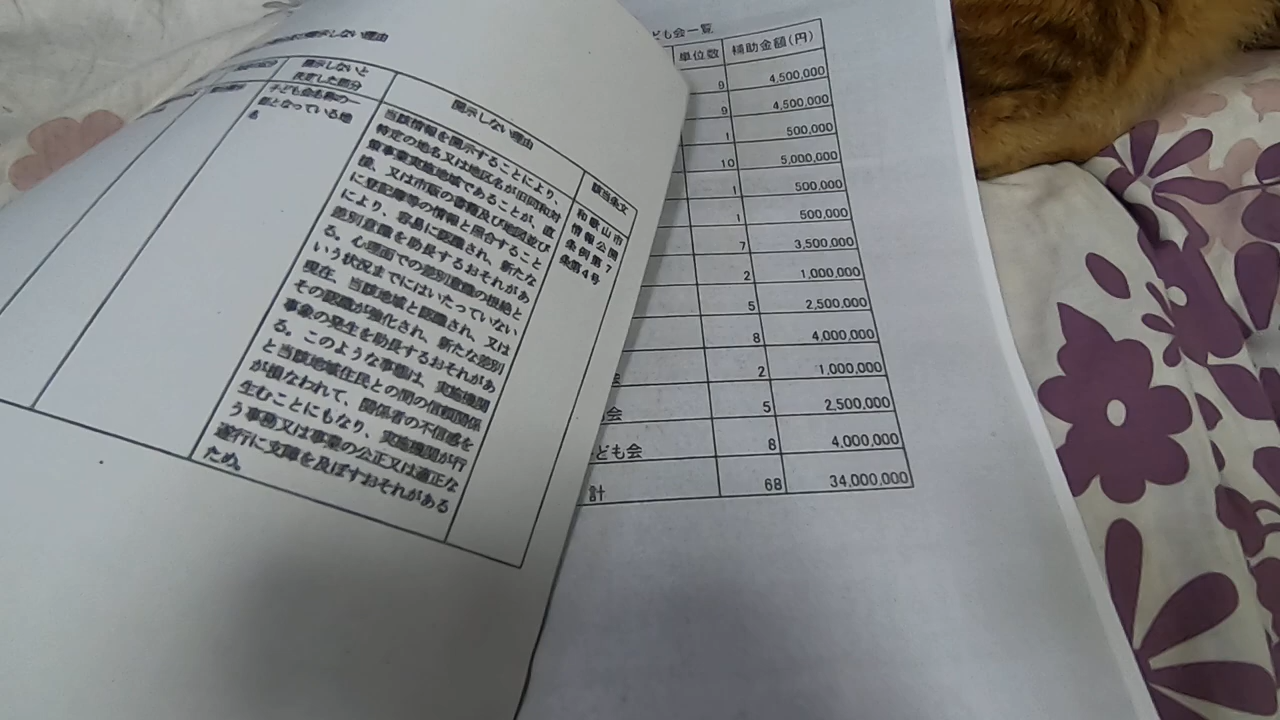 示しない理由
開示しないと
決定した部分
開示しない理由
該当条文
子ども会名称の一
部となっている地
名
当該情報を開示することにより、
特定の地名又は地区名が旧同和対
策事業実施地域であることが、直
接、又は市販の書籍及び地図並び
に登記簿等の情報と照合すること
により、容易に認識され、新たな
差別意識を助長するおそれがあ
る。心理面での差別意識の根絶と
いう状況までにはいたっていない
現在、当該地域と認識され、又は
その認識が強化され、新たな差別
事象の発生を助長するおそれがあ
る。このような事態は、実施機関
と当該地域住民との間の信頼関係
が損なわれて、関係者の不信感を
生むことにもなり、実施機関が行
う事務又は事業の公正又は適正な
遂行に支障を及ぼすおそれがある
ため。
和歌山市
情報公開
条例第7
条第4号
ども会一覧
単位数 補助金額(円)
9 4,500,000
9 4,500,000
1 500,000
10 5,000,000
1 500,000
1 500,000
7 3,500,000
2 1,000,000
5 2,500,000
8 4,000,000
会 2 1,000,000
会 5 2,500,000
ども会 8 4,000,000
計 68 34,000,000